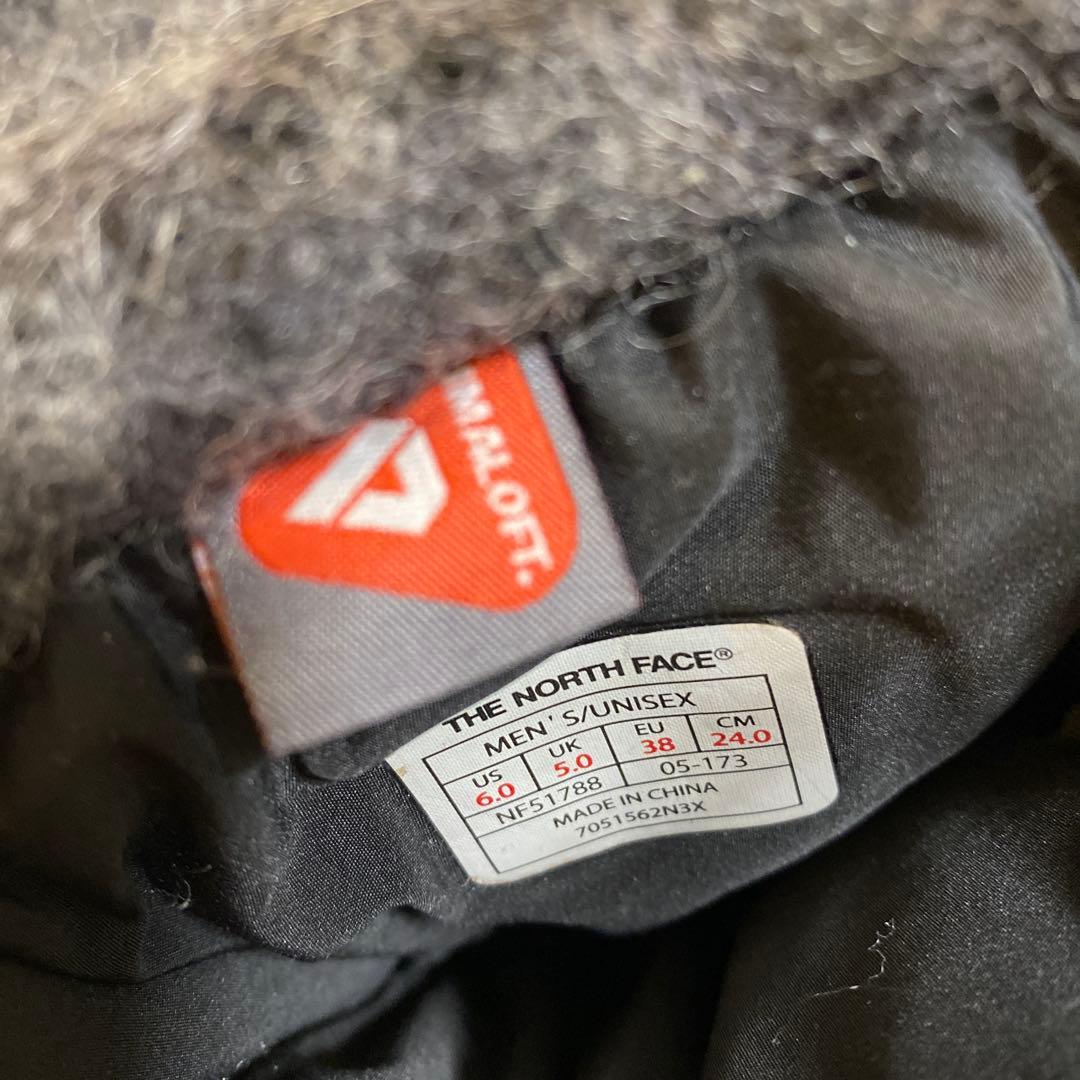 IMALOFT.
THE NORTH FACE®
MEN'S/UNISEX
US UK EU CM
6.0 5.0 38 24.0
NF51788 05-173
MADE IN CHINA
7051562N3X